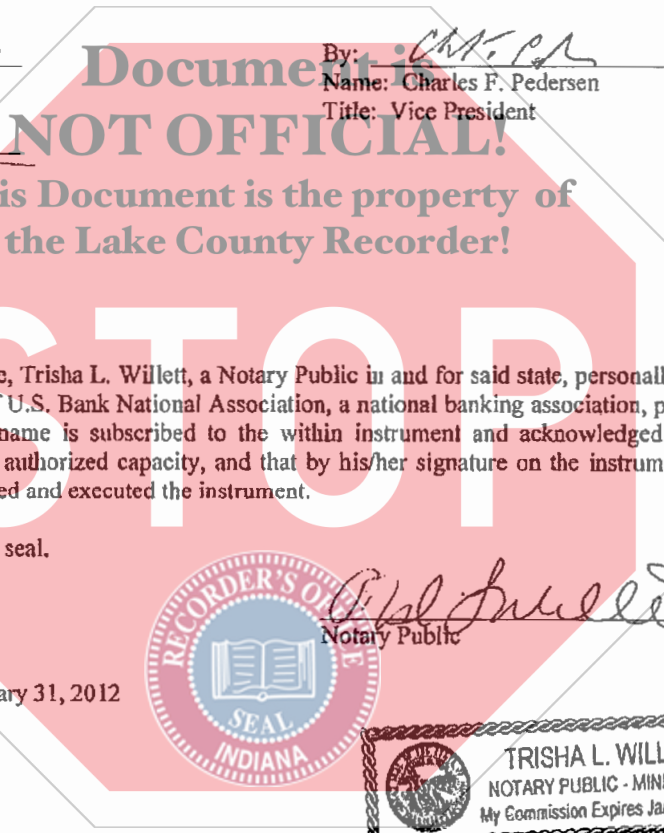 By:
Name: Charles F. Pedersen
Title: Vice President
Document is
NOT OFFICIAL!
is Document is the property of
the Lake County Recorder!
STOP
e, Trisha L. Willett, a Notary Public in and for said state, personall
U.S. Bank National Association, a national banking association, p
name is subscribed to the within instrument and acknowledged
authorized capacity, and that by his/her signature on the instrum
ed and executed the instrument.
seal.
Notary Public
ary 31, 2012
RECORDER'S OFFICE
SEAL
INDIANA
TRISHA L. WILL
NOTARY PUBLIC - MINN
My Commission Expires Ja